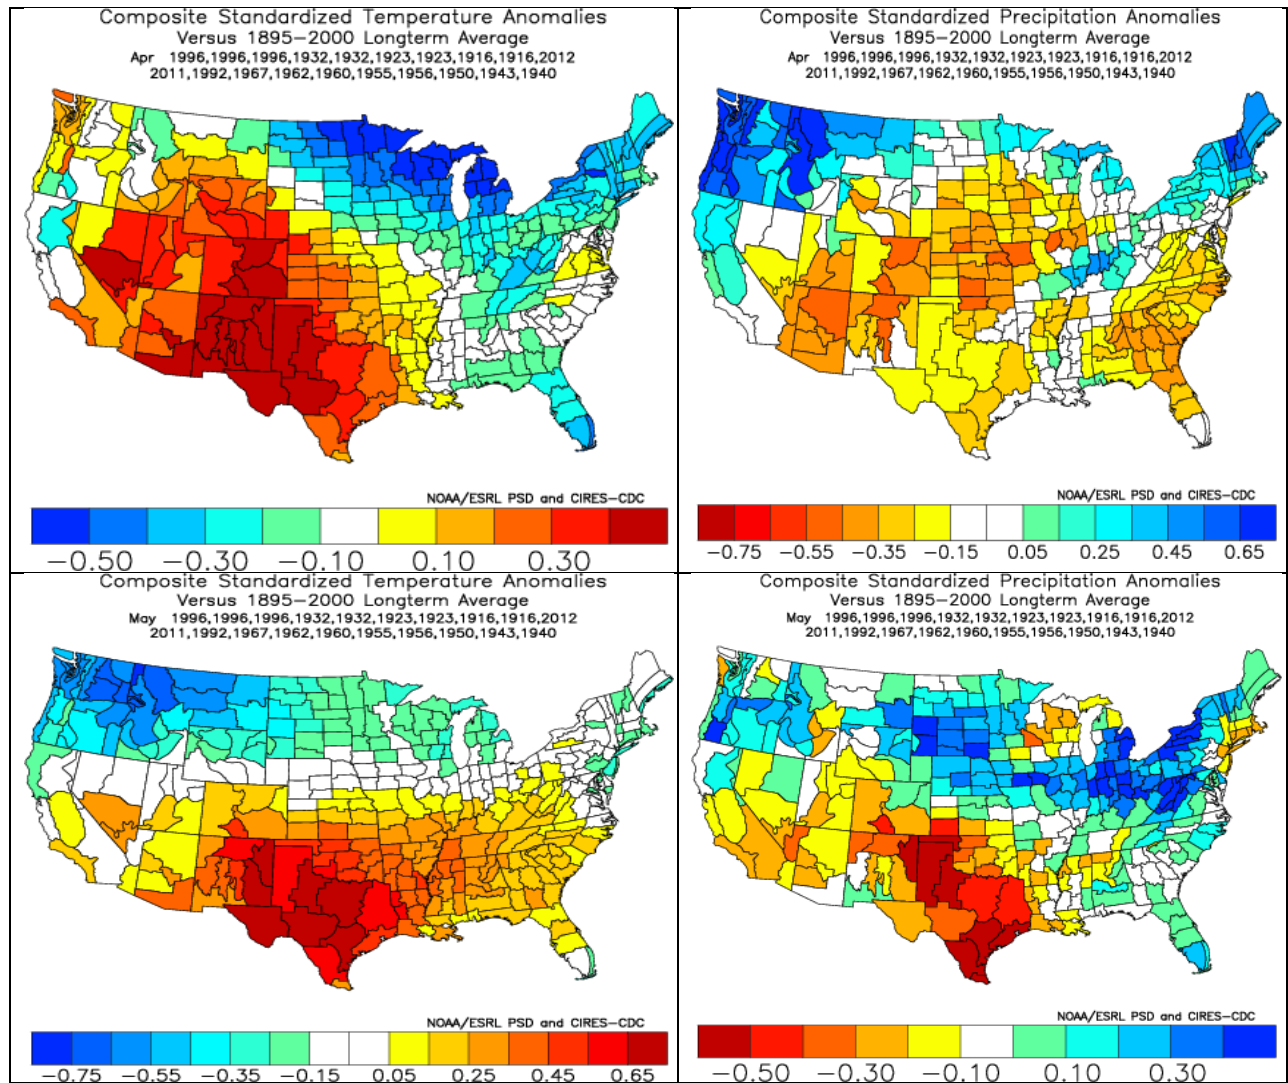 Composite Standardized Temperature Anomalies
Versus 1895-2000 Longterm Average
Apr 1996,1996,1996,1932,1932,1923,1923,1916,1916,2012
2011,1992,1967,1962,1960,1955,1956,1950,1943,1940
NOAA/ESRL PSD and CIRES-CDC
-0.50 -0.30 -0.10 0.10 0.30
Composite Standardized Precipitation Anomalies
Versus 1895-2000 Longterm Average
Apr 1996,1996,1996,1932,1932,1923,1923,1916,1916,2012
2011,1992,1967,1962,1960,1955,1956,1950,1943,1940
NOAA/ESRL PSD and CIRES-CDC
-0.75 -0.55 -0.35 -0.15 0.05 0.25 0.45 0.65
Composite Standardized Temperature Anomalies
Versus 1895-2000 Longterm Average
May 1996,1996,1996,1932,1932,1923,1923,1916,1916,2012
2011,1992,1967,1962,1960,1955,1956,1950,1943,1940
NOAA/ESRL PSD and CIRES-CDC
-0.75 -0.55 -0.35 -0.15 0.05 0.25 0.45 0.65
Composite Standardized Precipitation Anomalies
Versus 1895-2000 Longterm Average
May 1996,1996,1996,1932,1932,1923,1923,1916,1916,2012
2011,1992,1967,1962,1960,1955,1956,1950,1943,1940
NOAA/ESRL PSD and CIRES-CDC
-0.50 -0.30 -0.10 0.10 0.30